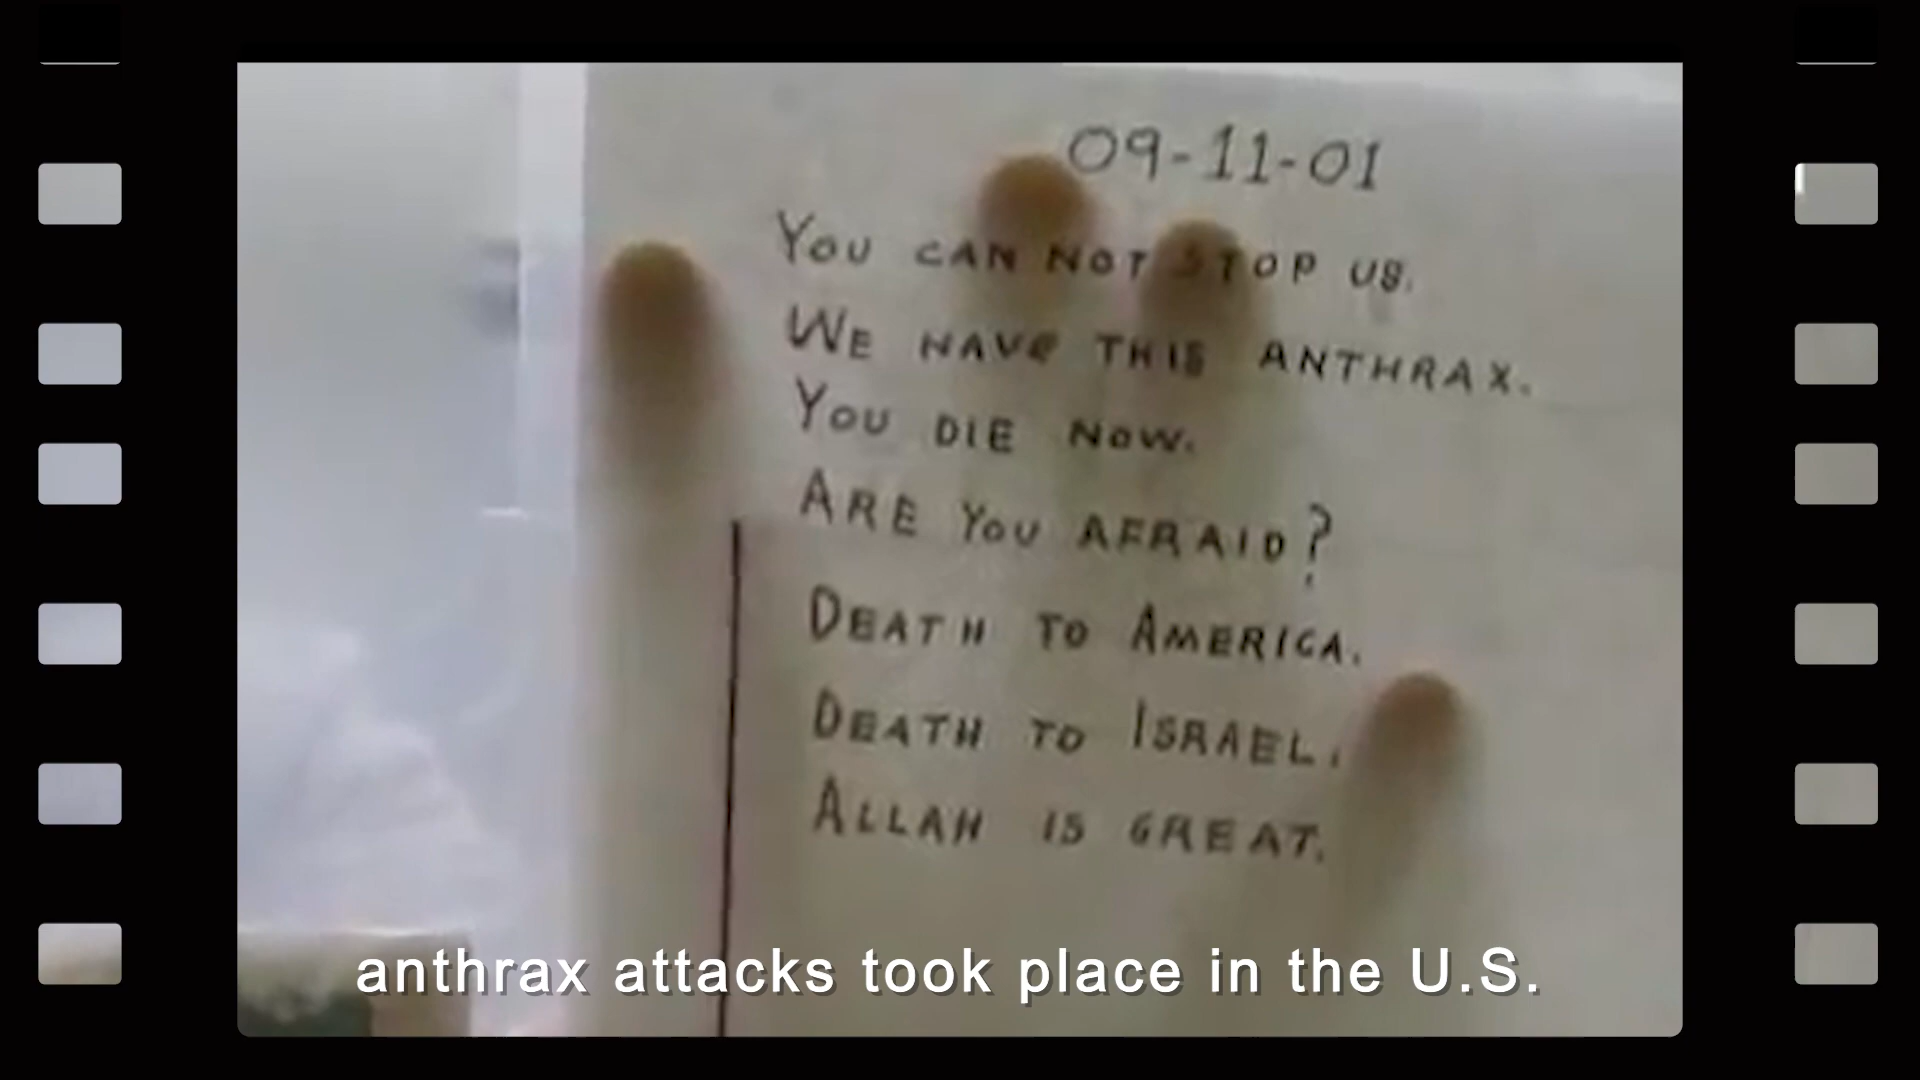 09-11-01
YOU CAN NOT STOP US.
WE HAVE THIS ANTHRAX.
YOU DIE NOW.
ARE YOU AFRAID?
DEATH TO AMERICA.
DEATH TO ISRAEL.
ALLAH IS GREAT.
anthrax attacks took place in the U.S.